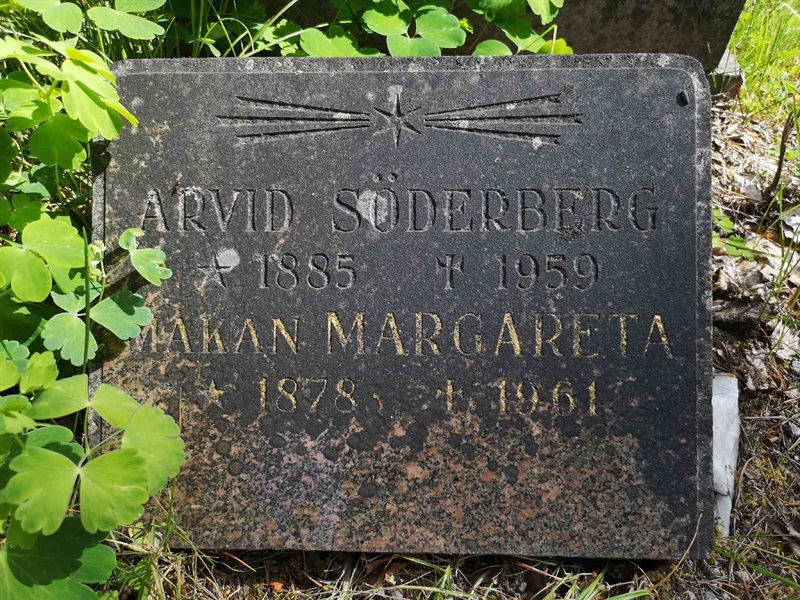 ARVID SÖDERBERG
★ 1885 ✝ 1959
MAKAN MARGARETA
★ 1878 ✝ 1961